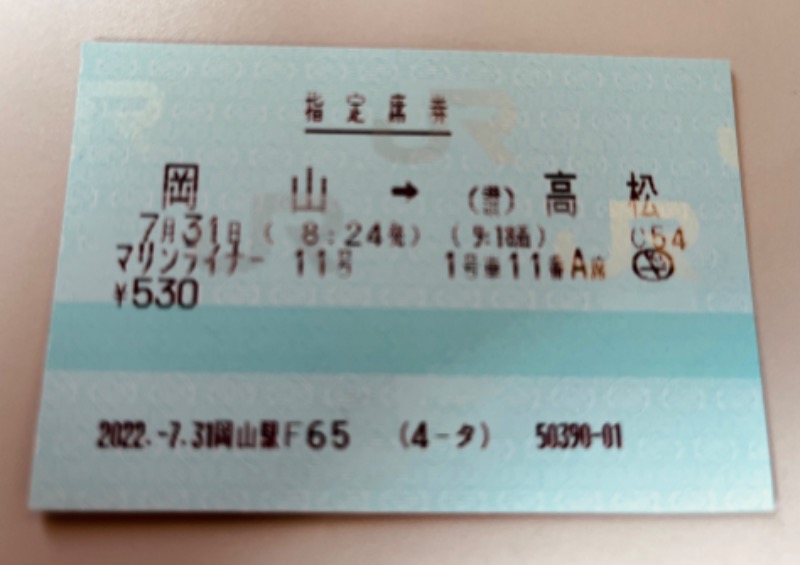 指定席券
岡山 → (讃)高松
7月31日 ( 8:24発) ( 9:18着) C54
マリンライナー 11号 1号車11番A席
¥530
2022.-7.31岡山駅F65 (4-タ) 50390-01